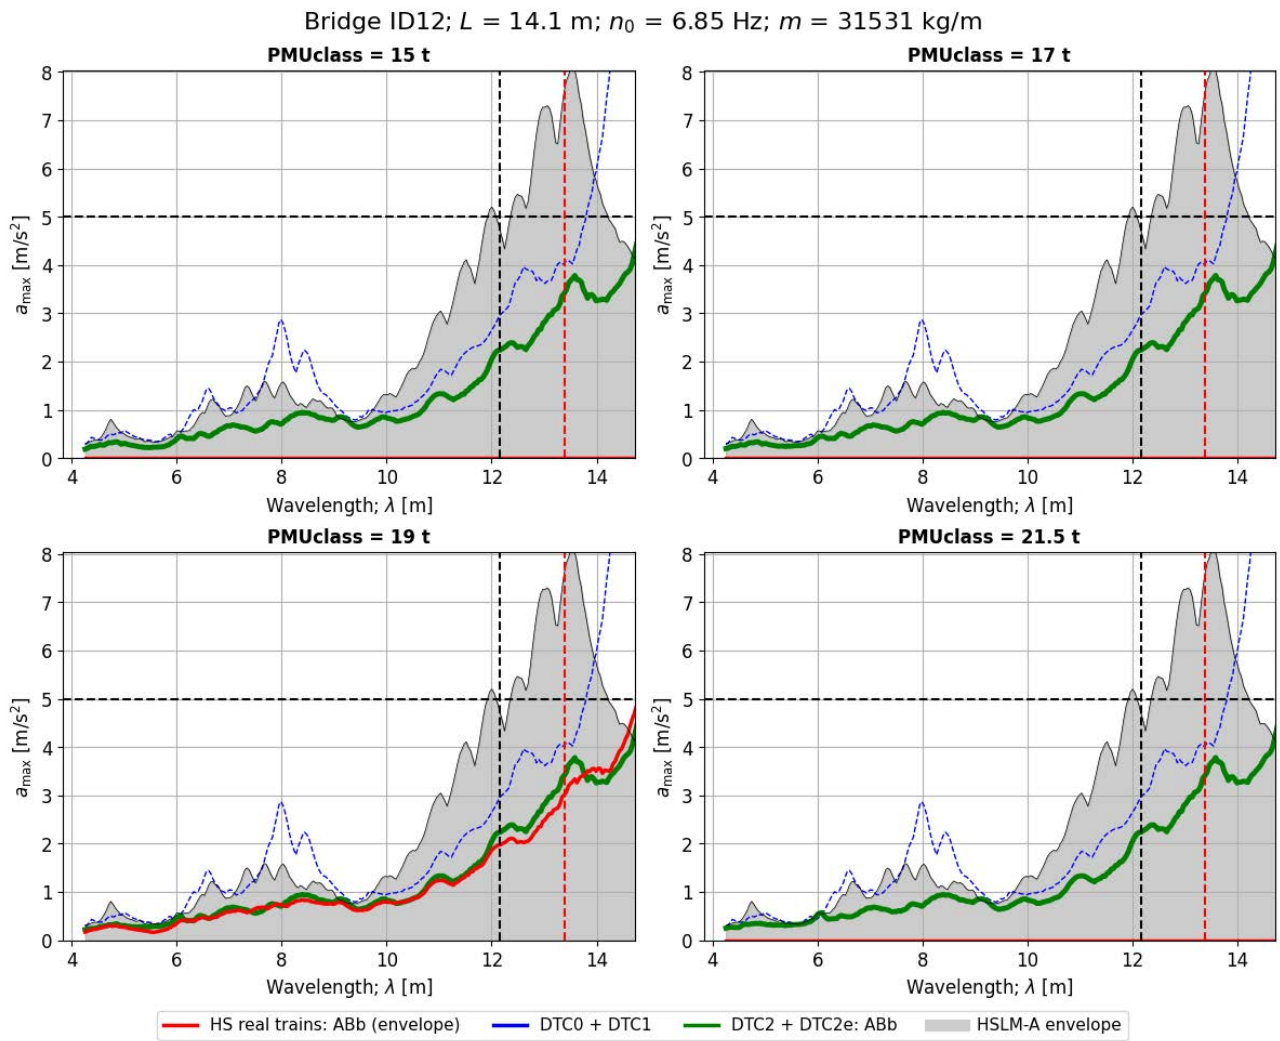 Bridge ID12; L = 14.1 m; n₀ = 6.85 Hz; m = 31531 kg/m
PMUclass = 15 t
8
7
6
5
4
3
2
1
0
a_max [m/s²]
4 6 8 10 12 14
Wavelength; λ [m]
PMUclass = 17 t
8
7
6
5
4
3
2
1
0
a_max [m/s²]
4 6 8 10 12 14
Wavelength; λ [m]
PMUclass = 19 t
8
7
6
5
4
3
2
1
0
a_max [m/s²]
4 6 8 10 12 14
Wavelength; λ [m]
PMUclass = 21.5 t
8
7
6
5
4
3
2
1
0
a_max [m/s²]
4 6 8 10 12 14
Wavelength; λ [m]
HS real trains: ABb (envelope) DTC0 + DTC1 DTC2 + DTC2e: ABb HSLM-A envelope